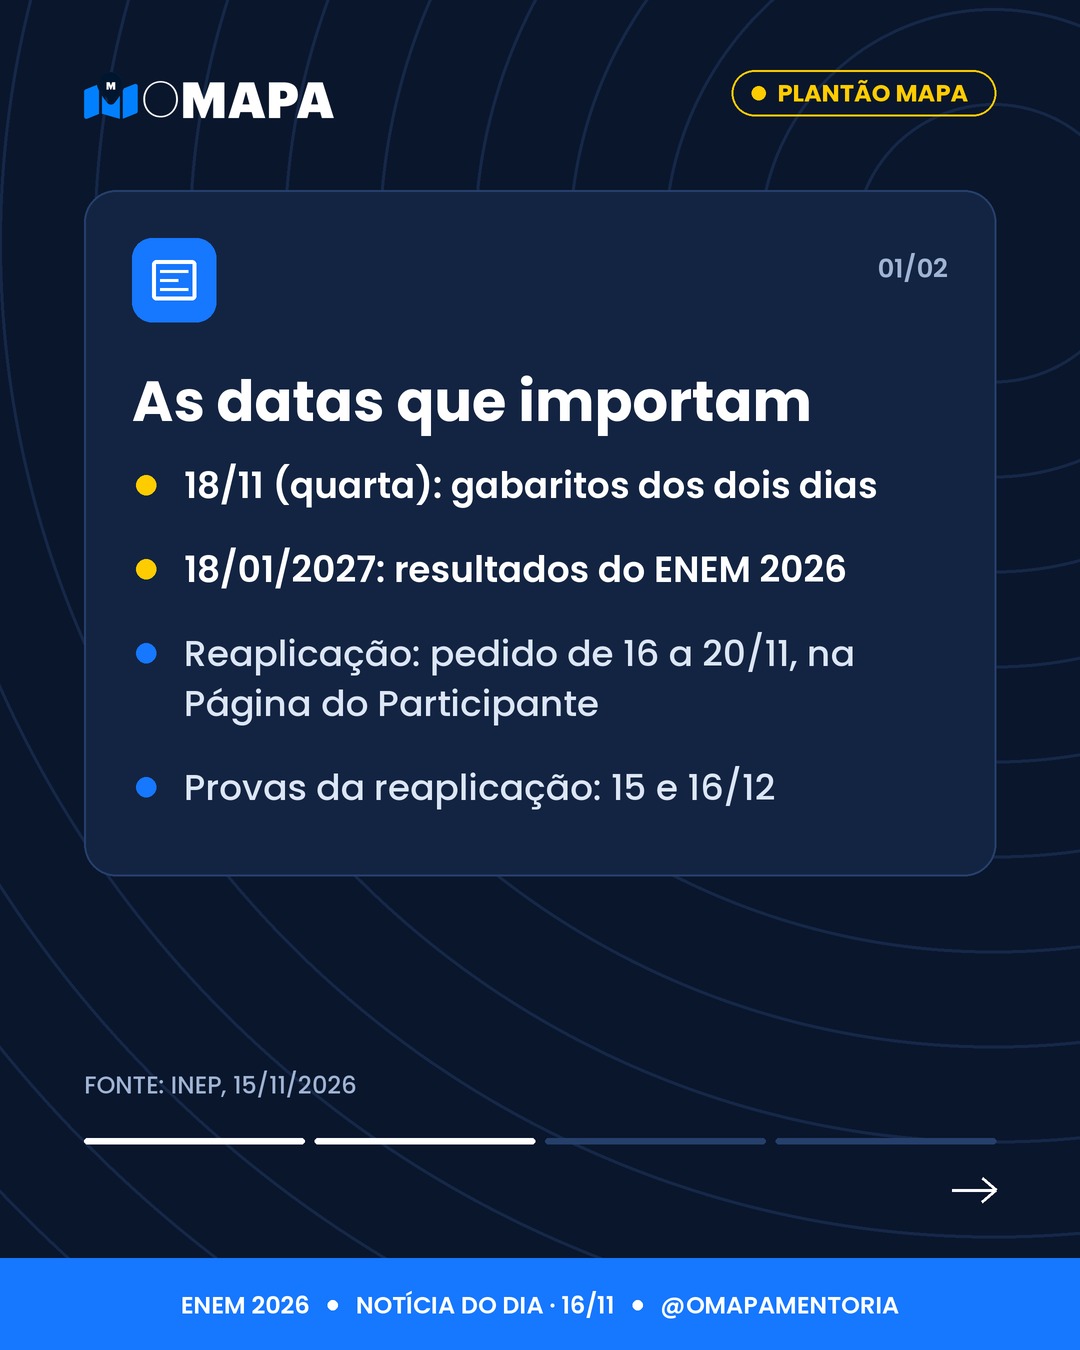 M
OMAPA
PLANTÃO MAPA
01/02
As datas que importam
18/11 (quarta): gabaritos dos dois dias
18/01/2027: resultados do ENEM 2026
Reaplicação: pedido de 16 a 20/11, na
Página do Participante
Provas da reaplicação: 15 e 16/12
FONTE: INEP, 15/11/2026
ENEM 2026 • NOTÍCIA DO DIA · 16/11 • @OMAPAMENTORIA